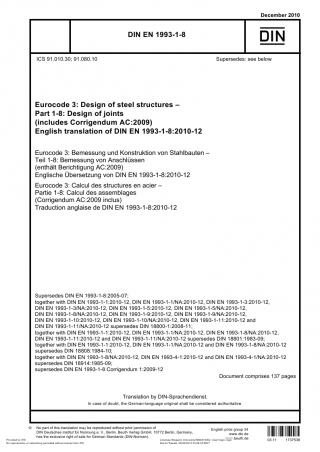 December 2010
DIN EN 1993-1-8
DIN
ICS 91.010.30; 91.080.10
Supersedes: see below
Eurocode 3: Design of steel structures –
Part 1-8: Design of joints
(includes Corrigendum AC:2009)
English translation of DIN EN 1993-1-8:2010-12
Eurocode 3: Bemessung und Konstruktion von Stahlbauten –
Teil 1-8: Bemessung von Anschlüssen
(enthält Berichtigung AC:2009)
Englische Übersetzung von DIN EN 1993-1-8:2010-12
Eurocode 3: Calcul des structures en acier –
Partie 1-8: Calcul des assemblages
(Corrigendum AC:2009 inclus)
Traduction anglaise de DIN EN 1993-1-8:2010-12
Supersedes DIN EN 1993-1-8:2005-07;
together with DIN EN 1993-1-1:2010-12, DIN EN 1993-1-1/NA:2010-12, DIN EN 1993-1-3:2010-12,
DIN EN 1993-1-3/NA:2010-12, DIN EN 1993-1-5:2010-12, DIN EN 1993-1-5/NA:2010-12,
DIN EN 1993-1-8/NA:2010-12, DIN EN 1993-1-9:2010-12, DIN EN 1993-1-9/NA:2010-12,
DIN EN 1993-1-10:2010-12, DIN EN 1993-1-10/NA:2010-12, DIN EN 1993-1-11:2010-12 and
DIN EN 1993-1-11/NA:2010-12 supersedes DIN 18800-1:2008-11;
together with DIN EN 1993-1-1:2010-12, DIN EN 1993-1-1/NA:2010-12, DIN EN 1993-1-8/NA:2010-12,
DIN EN 1993-1-11:2010-12 and DIN EN 1993-1-11/NA:2010-12 supersedes DIN 18801:1983-09;
together with DIN EN 1993-1-1:2010-12, DIN EN 1993-1-1/NA:2010-12 and DIN EN 1993-1-8/NA:2010-12
supersedes DIN 18808:1984-10;
together with DIN EN 1993-1-8/NA:2010-12, DIN EN 1993-4-1:2010-12 and DIN EN 1993-4-1/NA:2010-12
supersedes DIN 18914:1985-09;
supersedes DIN EN 1993-1-8 Corrigendum 1:2009-12
Document comprises 137 pages
Translation by DIN-Sprachendienst.
In case of doubt, the German-language original shall be considered authoritative.
© No part of this translation may be reproduced without prior permission of
DIN Deutsches Institut für Normung e. V., Berlin. Beuth Verlag GmbH, 10772 Berlin, Germany,
has the exclusive right of sale for German Standards (DIN-Normen).
English price group 34
www.din.de
www.beuth.de
03.11 1737538